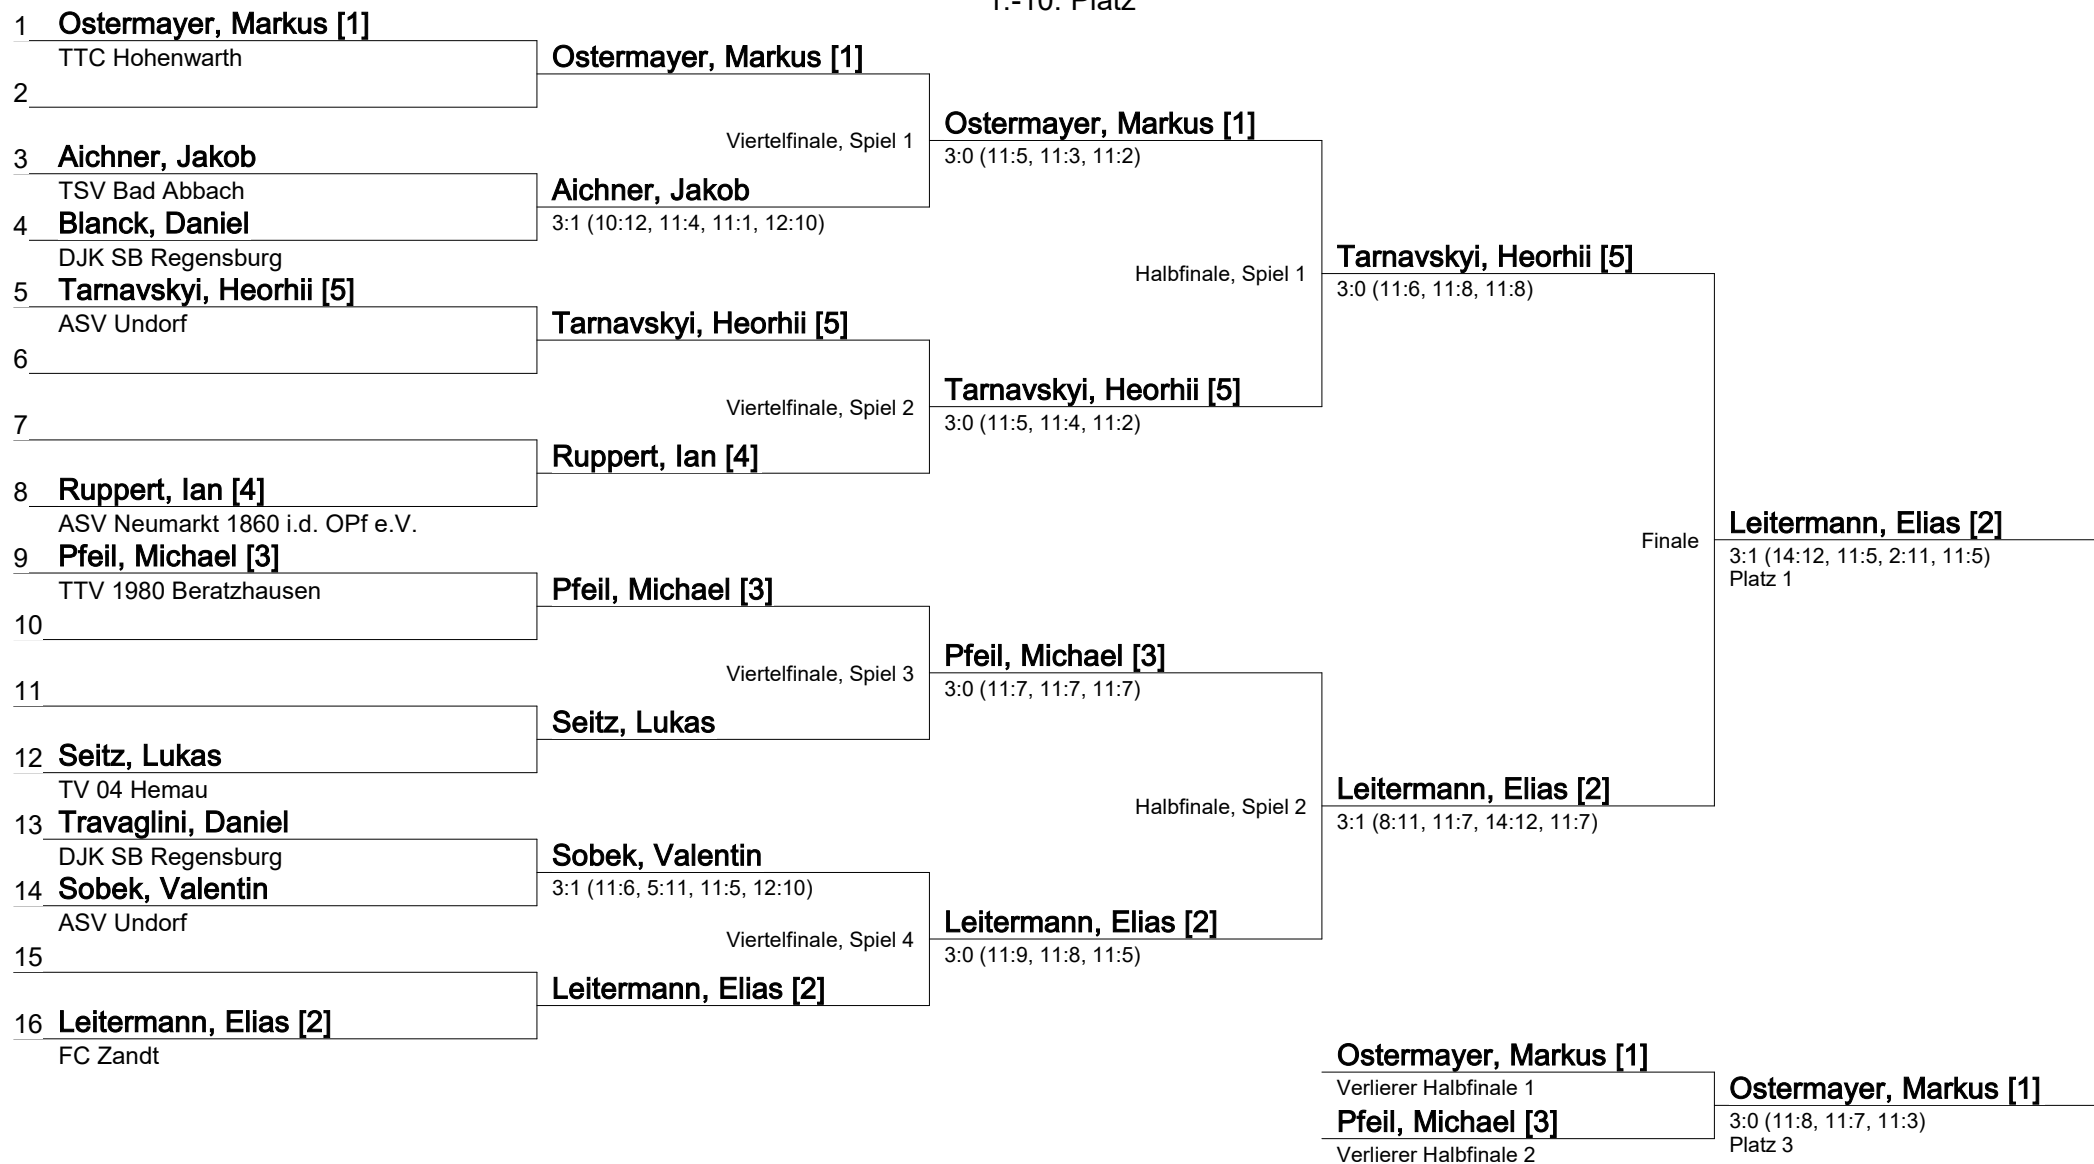 1.-10. Platz
1 Ostermayer, Markus [1]
TTC Hohenwarth
2
3 Aichner, Jakob
TSV Bad Abbach
4 Blanck, Daniel
DJK SB Regensburg
5 Tarnavskyi, Heorhii [5]
ASV Undorf
6
7
8 Ruppert, Ian [4]
ASV Neumarkt 1860 i.d. OPf e.V.
9 Pfeil, Michael [3]
TTV 1980 Beratzhausen
10
11
12 Seitz, Lukas
TV 04 Hemau
13 Travaglini, Daniel
DJK SB Regensburg
14 Sobek, Valentin
ASV Undorf
15
16 Leitermann, Elias [2]
FC Zandt
Ostermayer, Markus [1]
Viertelfinale, Spiel 1
Aichner, Jakob
3:1 (10:12, 11:4, 11:1, 12:10)
Tarnavskyi, Heorhii [5]
Viertelfinale, Spiel 2
Ruppert, Ian [4]
Pfeil, Michael [3]
Viertelfinale, Spiel 3
Seitz, Lukas
Sobek, Valentin
3:1 (11:6, 5:11, 11:5, 12:10)
Viertelfinale, Spiel 4
Leitermann, Elias [2]
Ostermayer, Markus [1]
3:0 (11:5, 11:3, 11:2)
Halbfinale, Spiel 1
Tarnavskyi, Heorhii [5]
3:0 (11:5, 11:4, 11:2)
Pfeil, Michael [3]
3:0 (11:7, 11:7, 11:7)
Halbfinale, Spiel 2
Leitermann, Elias [2]
3:0 (11:9, 11:8, 11:5)
Tarnavskyi, Heorhii [5]
3:0 (11:6, 11:8, 11:8)
Finale
Leitermann, Elias [2]
3:1 (8:11, 11:7, 14:12, 11:7)
Leitermann, Elias [2]
3:1 (14:12, 11:5, 2:11, 11:5)
Platz 1
Ostermayer, Markus [1]
Verlierer Halbfinale 1
Pfeil, Michael [3]
Verlierer Halbfinale 2
Ostermayer, Markus [1]
3:0 (11:8, 11:7, 11:3)
Platz 3